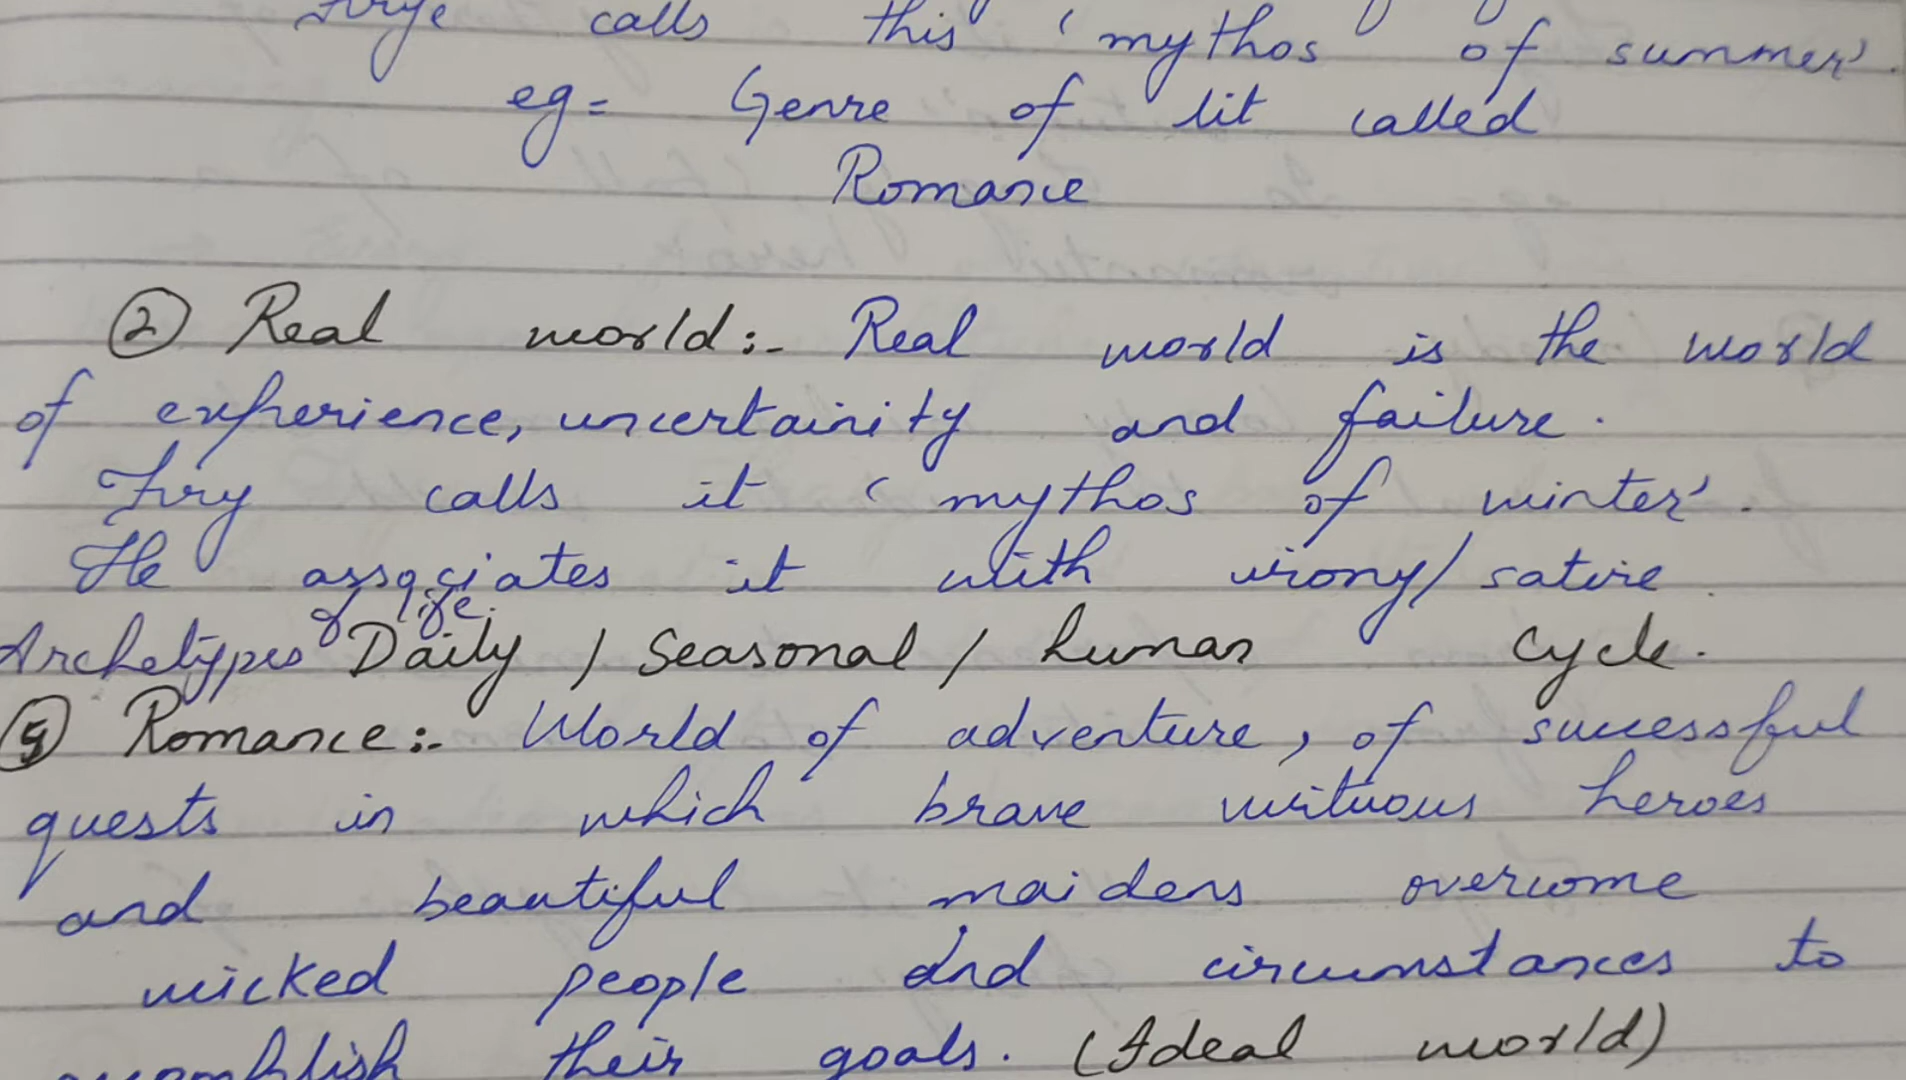 Frye calls this 'mythos of summer'.
eg= Genre of lit called
Romance
② Real world:- Real world is the world
of experience, uncertainity and failure.
Fry calls it 'mythos of winter'.
He associates it with irony/satire.
of life.
Archetypes Daily / Seasonal / human cycle.
⑤ Romance:- World of adventure, of successful
quests in which brave virtuous heroes
and beautiful maidens overcome
wicked people and circumstances to
accomplish their goals. (Ideal world)